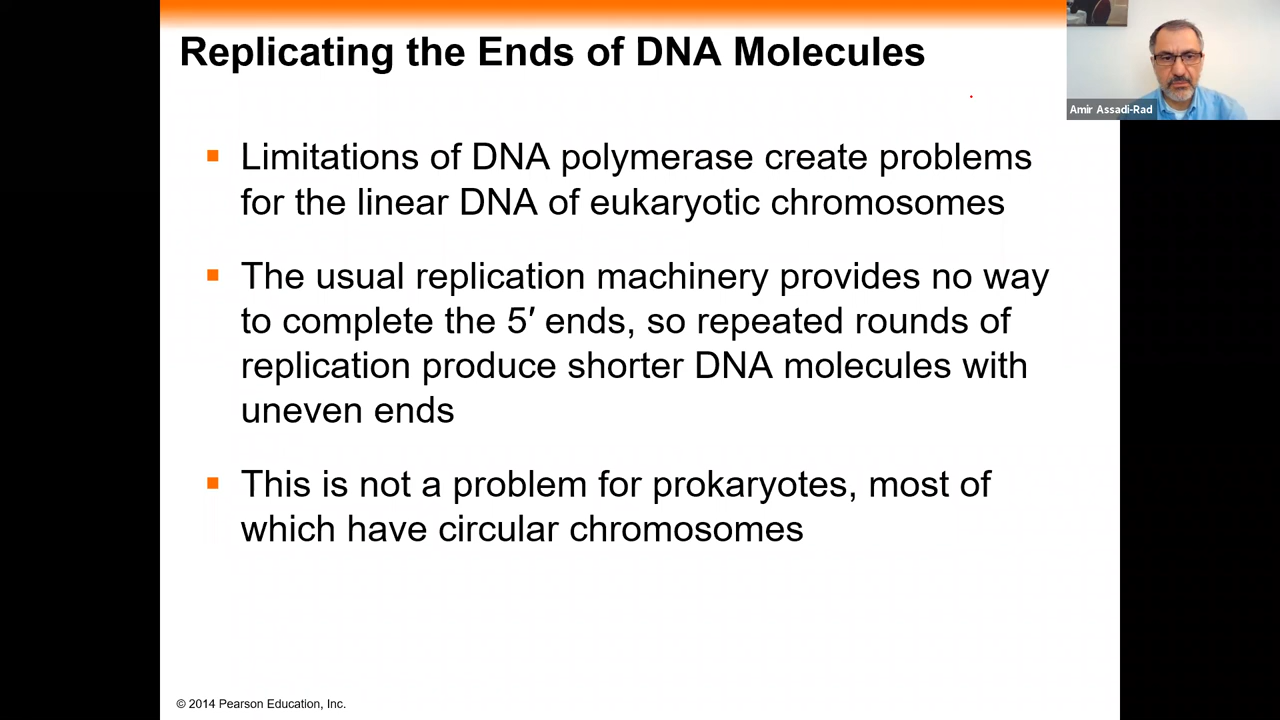 Replicating the Ends of DNA Molecules
Amir Assadi-Rad
▪ Limitations of DNA polymerase create problems
for the linear DNA of eukaryotic chromosomes
▪ The usual replication machinery provides no way
to complete the 5′ ends, so repeated rounds of
replication produce shorter DNA molecules with
uneven ends
▪ This is not a problem for prokaryotes, most of
which have circular chromosomes
© 2014 Pearson Education, Inc.